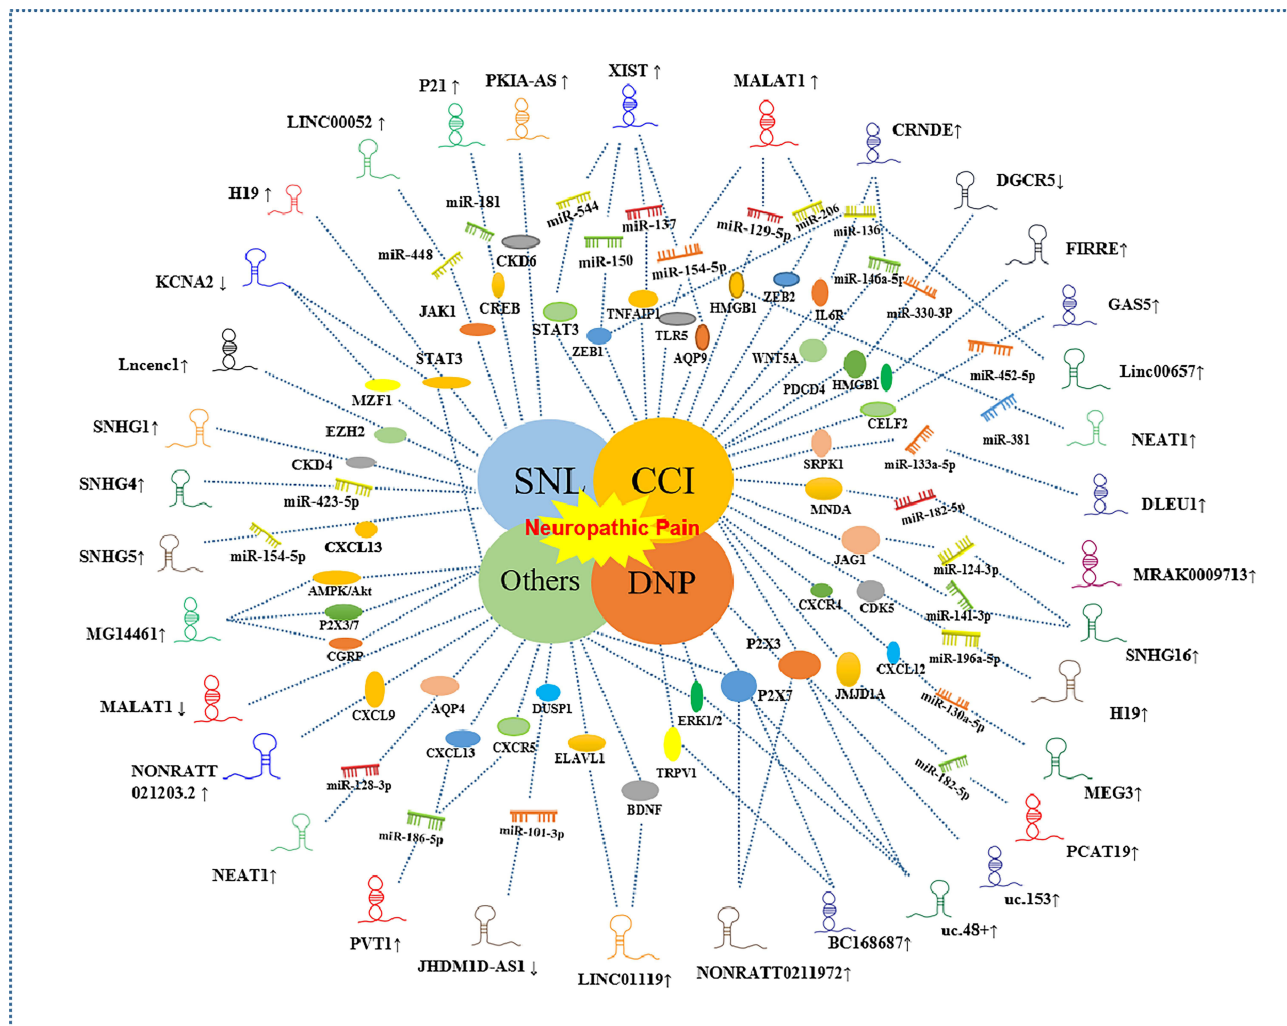 XIST ↑
P21 ↑
PKIA-AS ↑
MALAT1 ↑
LINC00052 ↑
CRNDE↑
H19 ↑
miR-181
miR-544
miR-137
miR-129-5p
miR-206
miR-136
DGCR5↓
miR-448
CKD6
miR-150
miR-154-5p
miR-146a-5p
miR-330-3P
FIRRE↑
KCNA2 ↓
JAK1
CREB
STAT3
TNFAIP1
ZEB1
TLR5
AQP9
HMGB1
ZEB2
IL6R
GAS5↑
Lncenc1↑
STAT3
MZF1
WNT5A
PDCD4
HMGB1
miR-452-5p
Linc00657↑
SNHG1↑
EZH2
CELF2
miR-381
NEAT1↑
CKD4
SRPK1
miR-133a-5p
SNHG4↑
miR-423-5p
SNL
CCI
MNDA
miR-182-5p
DLEU1↑
Neuropathic Pain
SNHG5↑
miR-154-5p
CXCL13
JAG1
miR-124-3p
MRAK0009713↑
Others
DNP
AMPK/Akt
P2X3/7
CGRP
CXCR4
CDK5
miR-141-3p
MG14461↑
P2X3
CXCL12
miR-196a-5p
SNHG16↑
MALAT1 ↓
CXCL9
AQP4
DUSP1
P2X7
JMJD1A
miR-130a-5p
H19↑
CXCL13
CXCR5
ELAVL1
ERK1/2
TRPV1
NONRATT
021203.2 ↑
miR-128-3p
BDNF
miR-182-5p
MEG3↑
miR-186-5p
miR-101-3p
NEAT1↑
PCAT19↑
PVT1↑
JHDM1D-AS1 ↓
LINC01119↑
NONRATT0211972↑
BC168687↑
uc.48+↑
uc.153↑